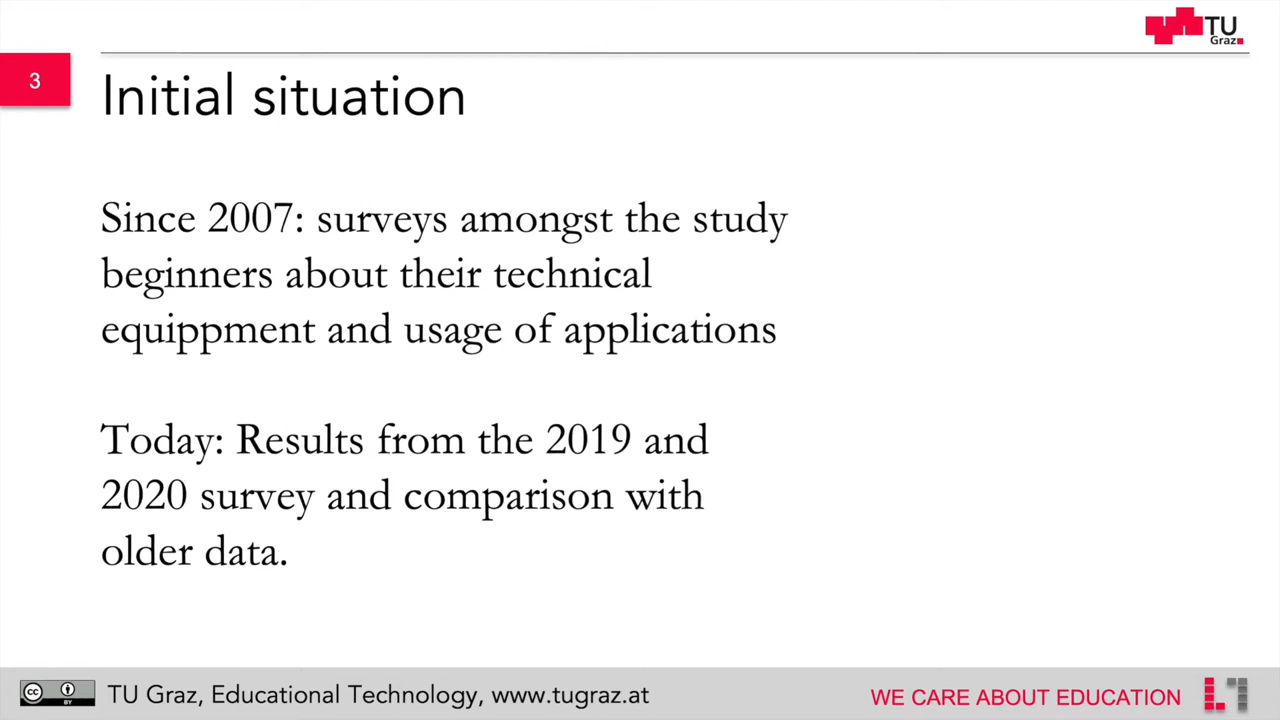 TU
Graz
3
Initial situation
Since 2007: surveys amongst the study
beginners about their technical
equippment and usage of applications
Today: Results from the 2019 and
2020 survey and comparison with
older data.
cc
BY
TU Graz, Educational Technology, www.tugraz.at
WE CARE ABOUT EDUCATION